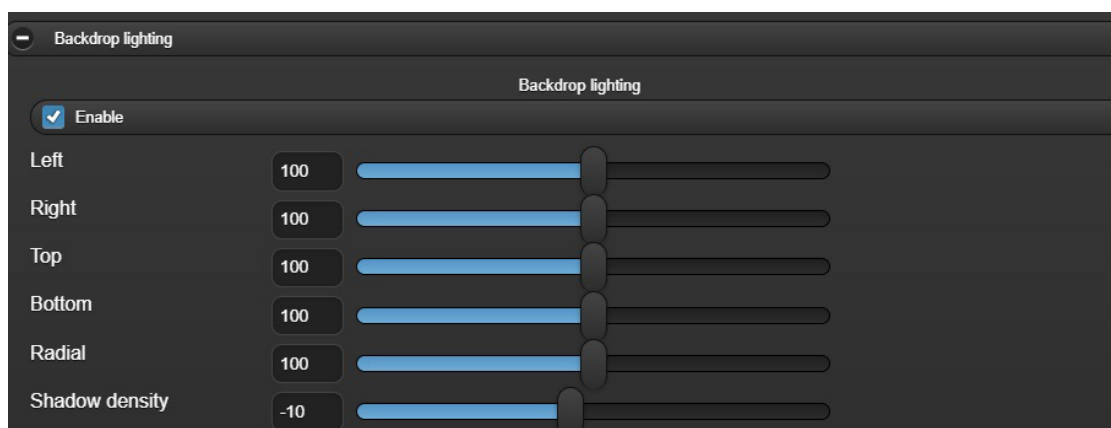 Backdrop lighting
Backdrop lighting
Enable
Left 100
Right 100
Top 100
Bottom 100
Radial 100
Shadow density -10